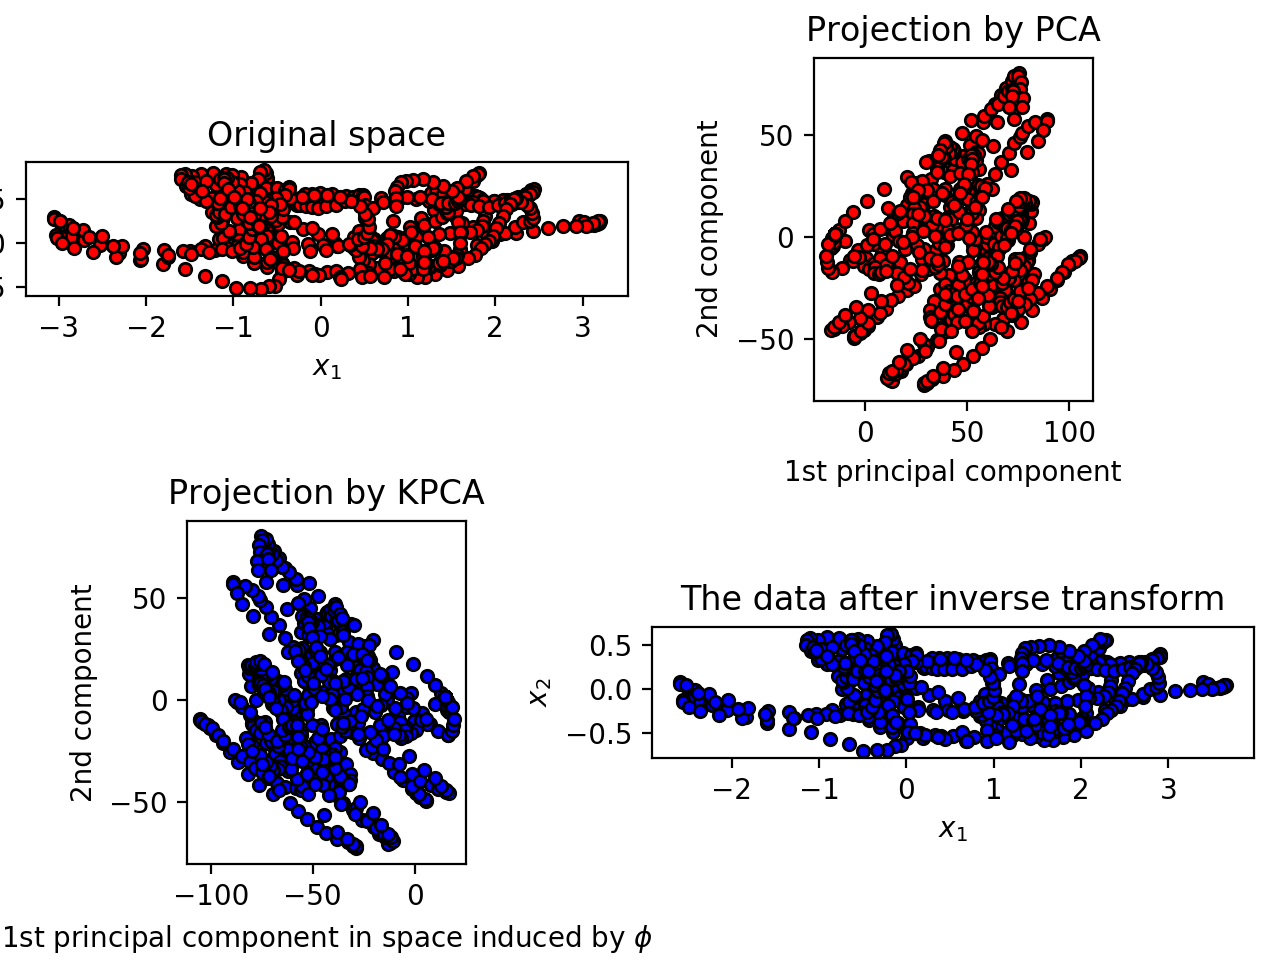 Projection by PCA
Original space
50
0
−50
2nd component
0
−3 −2 −1 0 1 2 3
x₁
0 50 100
1st principal component
Projection by KPCA
50
0
−50
2nd component
−100 −50 0
1st principal component in space induced by ϕ
The data after inverse transform
0.5
0.0
−0.5
x₂
−2 −1 0 1 2 3
x₁